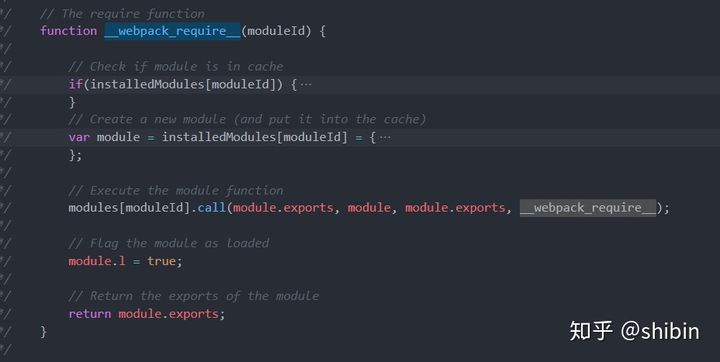 */ // The require function
*/ function __webpack_require__(moduleId) {
*/
*/ // Check if module is in cache
*/ if(installedModules[moduleId]) {···
*/ }
*/ // Create a new module (and put it into the cache)
*/ var module = installedModules[moduleId] = {···
*/ };
*/
*/ // Execute the module function
*/ modules[moduleId].call(module.exports, module, module.exports, __webpack_require__);
*/
*/ // Flag the module as loaded
*/ module.l = true;
*/
*/ // Return the exports of the module
*/ return module.exports;
*/ }
*/
知乎 @shibin